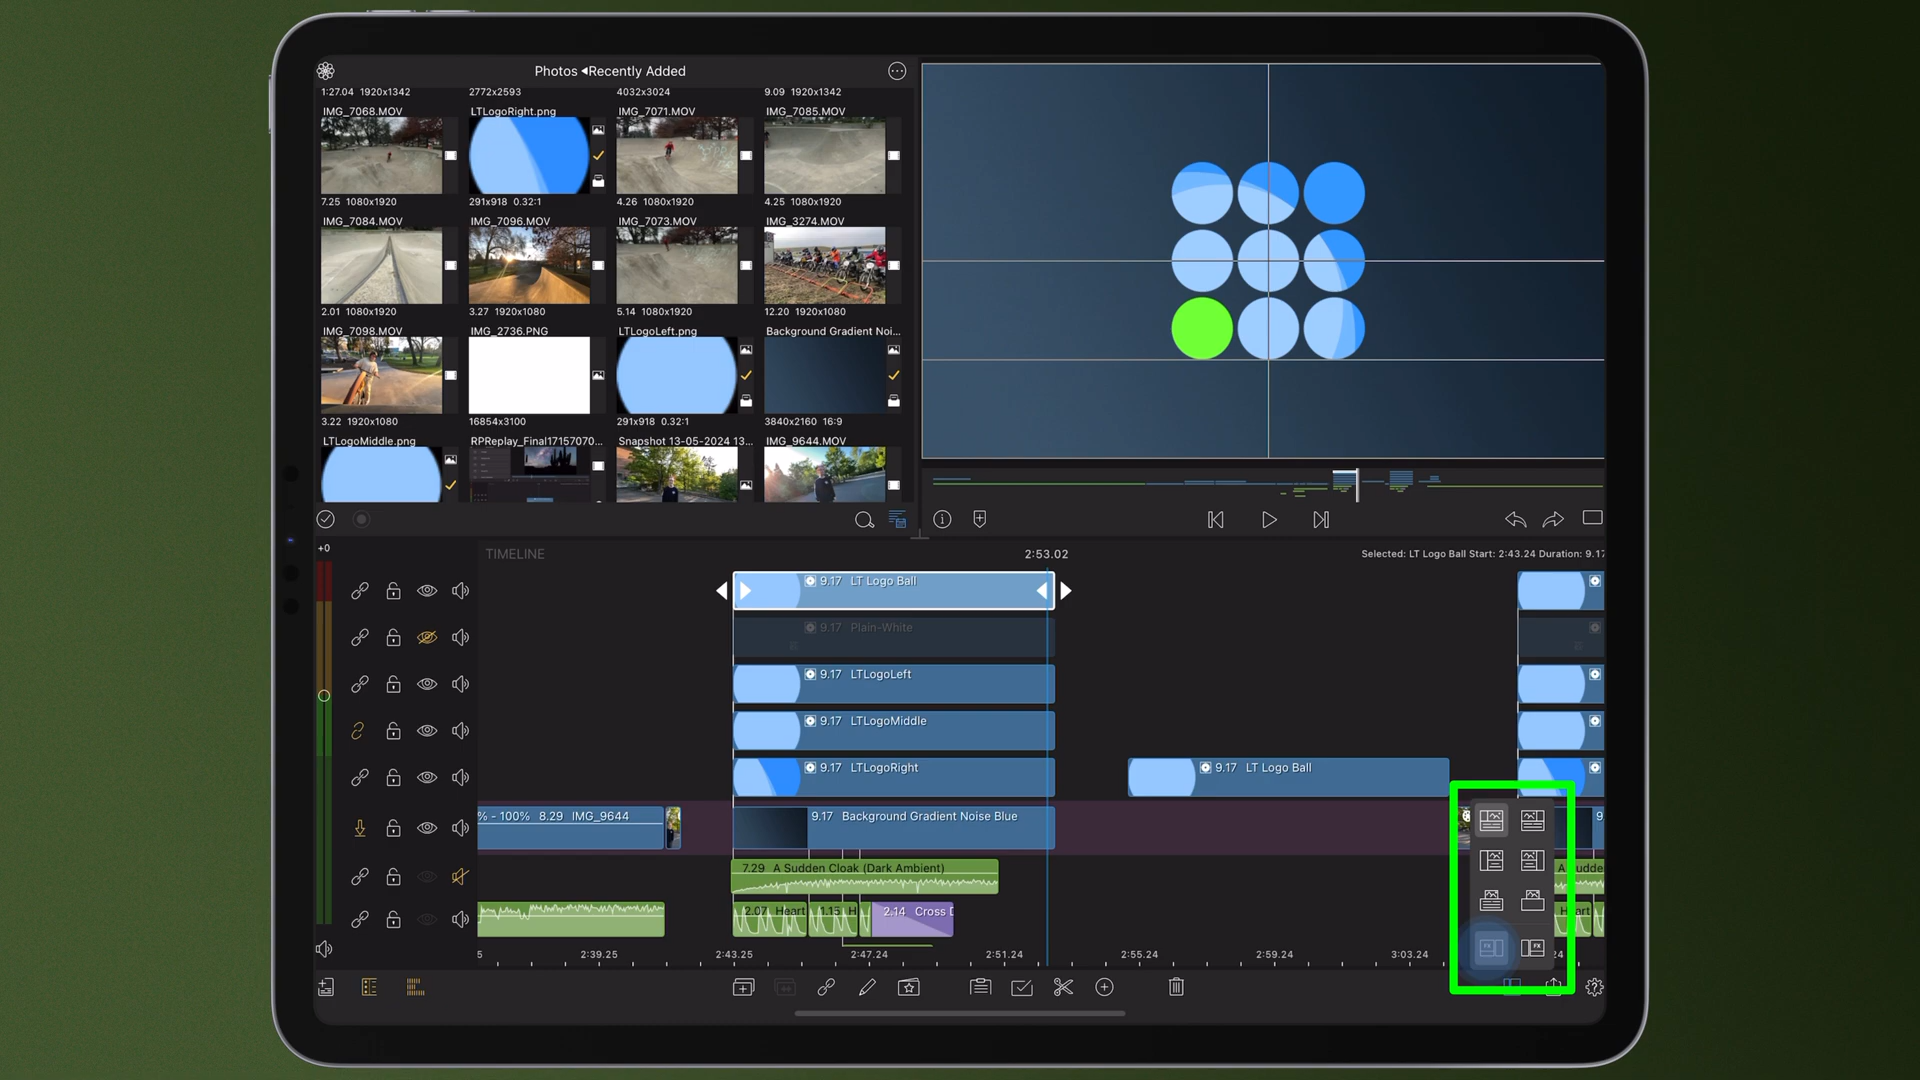 Photos ◂Recently Added
1:27.04 1920x1342
2772x2593
4032x3024
9.09 1920x1342
IMG_7068.MOV
LTLogoRight.png
IMG_7071.MOV
IMG_7085.MOV
7.25 1080x1920
291x918 0.32:1
4.26 1080x1920
4.25 1080x1920
IMG_7084.MOV
IMG_7096.MOV
IMG_7073.MOV
IMG_3274.MOV
2.01 1080x1920
3.27 1920x1080
5.14 1080x1920
12.20 1920x1080
IMG_7098.MOV
IMG_2736.PNG
LTLogoLeft.png
Background Gradient Noi...
3.22 1920x1080
16854x3100
291x918 0.32:1
3840x2160 16:9
LTLogoMiddle.png
RPReplay_Final17157070...
Snapshot 13-05-2024 13...
IMG_9644.MOV
+0
TIMELINE
2:53.02
Selected: LT Logo Ball Start: 2:43.24 Duration: 9.17
9.17 LT Logo Ball
9.17 Plain-White
9.17 LTLogoLeft
9.17 LTLogoMiddle
9.17 LTLogoRight
9.17 LT Logo Ball
% - 100% 8.29 IMG_9644
9.17 Background Gradient Noise Blue
9
7.29 A Sudden Cloak (Dark Ambient)
A Sudde
2.07 Heart
1.15 H
2.14 Cross D
Heart
FX
FX
5
2:39.25
2:43.25
2:47.24
2:51.24
2:55.24
2:59.24
3:03.24
24